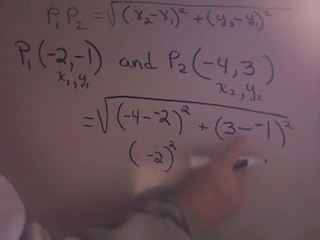 P₁P₂ = √(x₂-x₁)² + (y₂-y₁)²
P₁(-2,-1) and P₂(-4,3)
x₁,y₁ x₂,y₂
= √(-4--2)² + (3--1)²
(-2)²